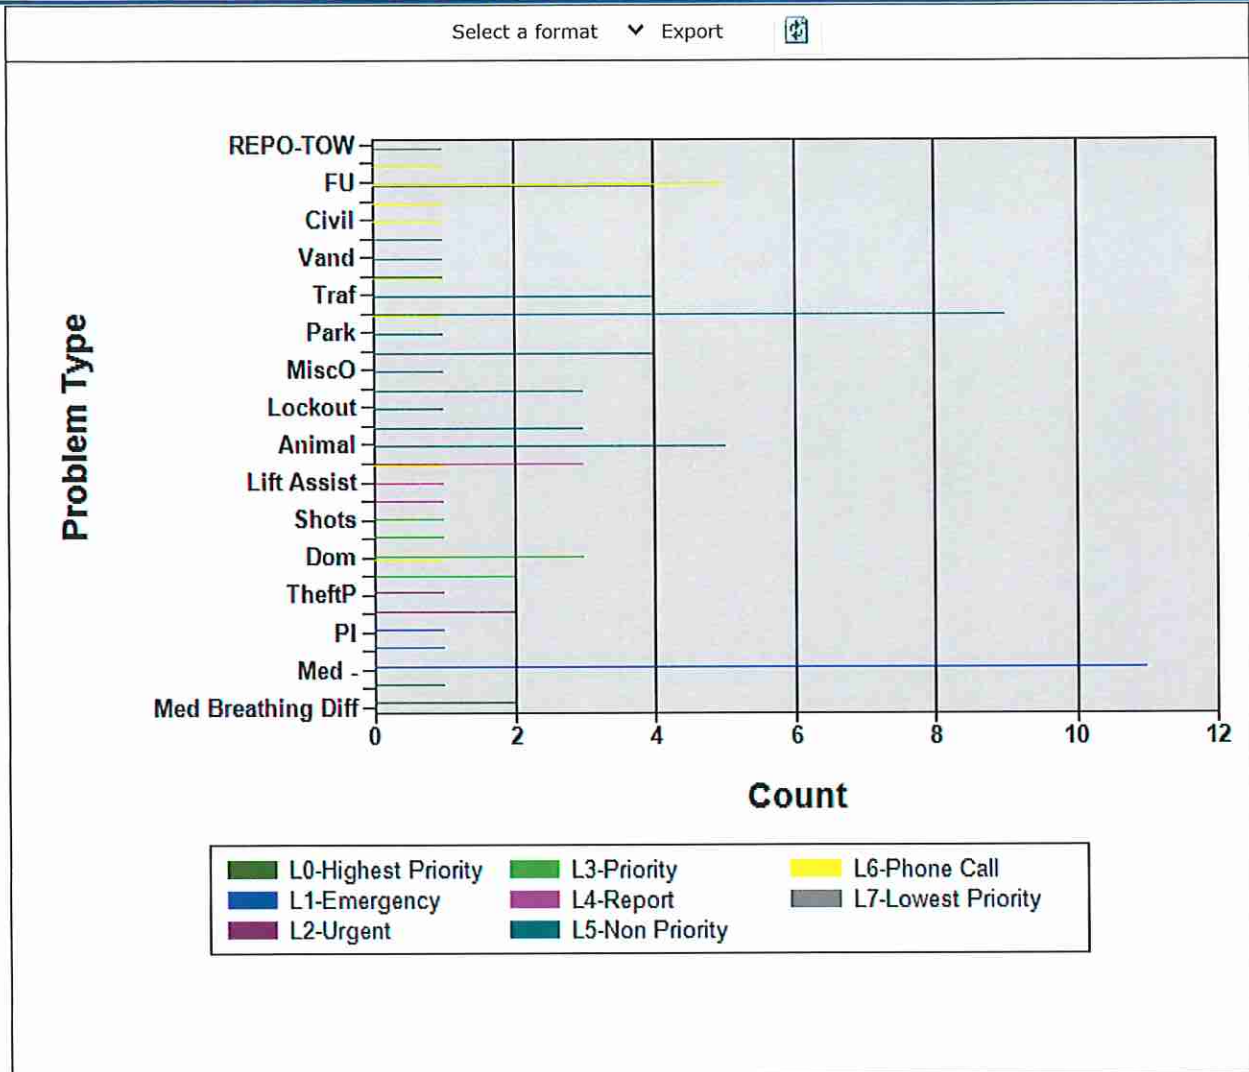 Select a format Export
REPO-TOW
FU
Civil
Vand
Traf
Park
MiscO
Lockout
Animal
Lift Assist
Shots
Dom
TheftP
PI
Med -
Med Breathing Diff
Problem Type
0 2 4 6 8 10 12
Count
L0-Highest Priority L3-Priority L6-Phone Call
L1-Emergency L4-Report L7-Lowest Priority
L2-Urgent L5-Non Priority